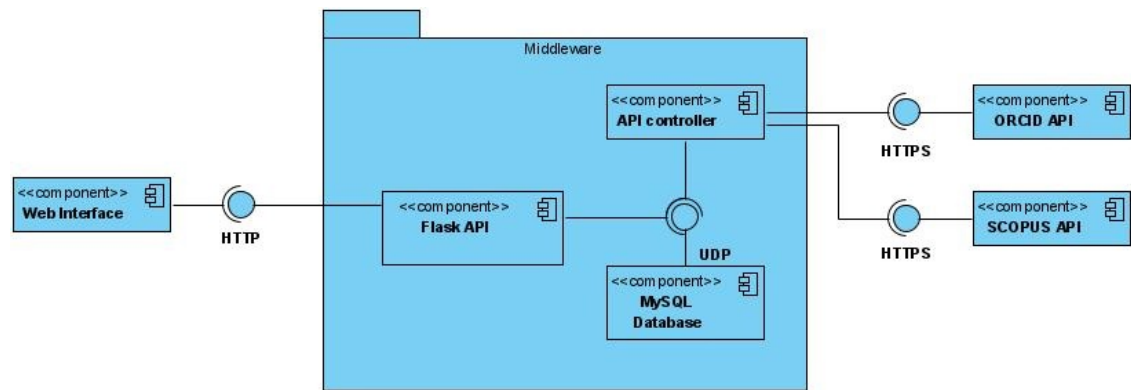 Middleware
<<component>>
API controller
<<component>>
ORCID API
HTTPS
<<component>>
Web Interface
HTTP
<<component>>
Flask API
<<component>>
SCOPUS API
HTTPS
UDP
<<component>>
MySQL
Database